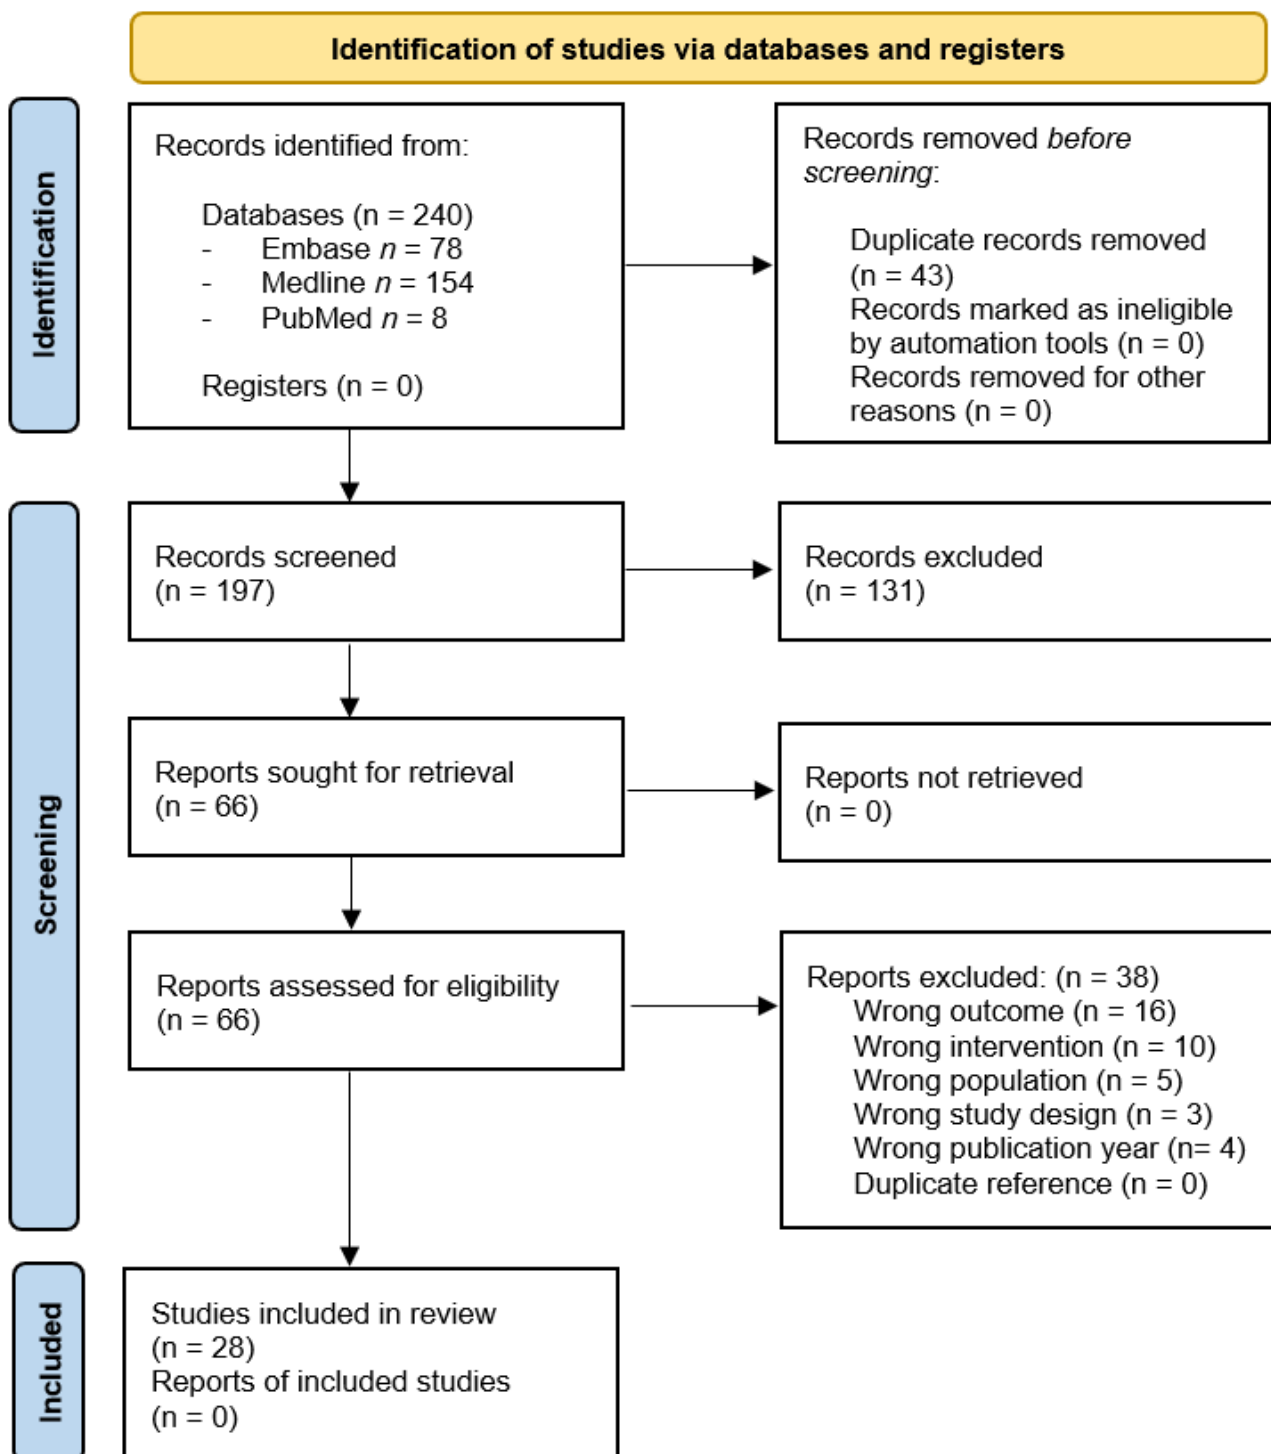 Identification of studies via databases and registers
Identification
Records identified from:
Databases (n = 240)
- Embase n = 78
- Medline n = 154
- PubMed n = 8
Registers (n = 0)
Records removed before
screening:
Duplicate records removed
(n = 43)
Records marked as ineligible
by automation tools (n = 0)
Records removed for other
reasons (n = 0)
Screening
Records screened
(n = 197)
Records excluded
(n = 131)
Reports sought for retrieval
(n = 66)
Reports not retrieved
(n = 0)
Reports assessed for eligibility
(n = 66)
Reports excluded: (n = 38)
Wrong outcome (n = 16)
Wrong intervention (n = 10)
Wrong population (n = 5)
Wrong study design (n = 3)
Wrong publication year (n= 4)
Duplicate reference (n = 0)
Included
Studies included in review
(n = 28)
Reports of included studies
(n = 0)